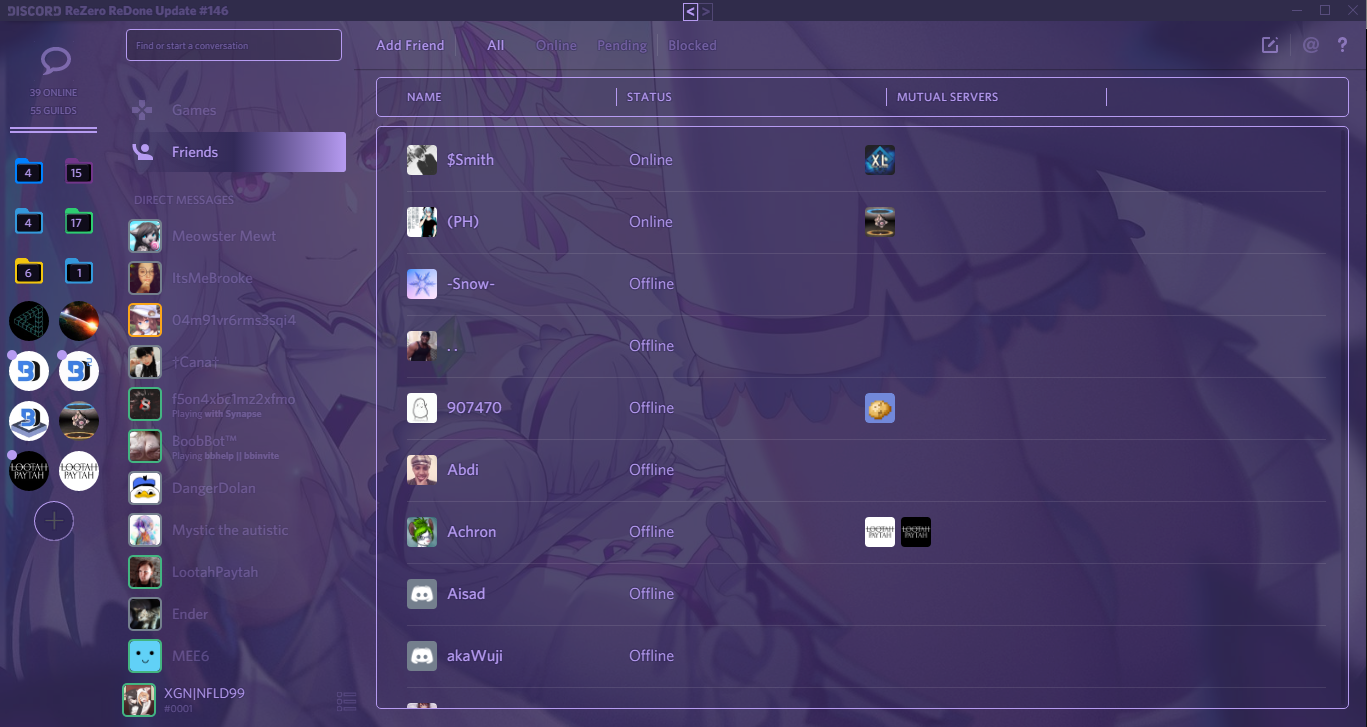 DISCORD ReZero ReDone Update #146
< >
Find or start a conversation
Add Friend All Online Pending Blocked
@ ?
39 ONLINE
55 GUILDS
4 15
4 17
6 1
LOOTAH PAYTAH LOOTAH PAYTAH
Games
Friends
DIRECT MESSAGES
Meowster Mewt
ItsMeBrooke
04m91vr6rms3sqi4
†Cana†
f5on4xbc1mz2xfmo
Playing with Synapse
BoobBot™
Playing bbhelp || bbinvite
DangerDolan
Mystic the autistic
LootahPaytah
Ender
MEE6
XGN|NFLD99
#0001
NAME STATUS MUTUAL SERVERS
$Smith Online XL
(PH) Online
-Snow- Offline
. . Offline
907470 Offline
Abdi Offline
Achron Offline LOOTAH PAYTAH LOOTAH PAYTAH
Aisad Offline
akaWuji Offline